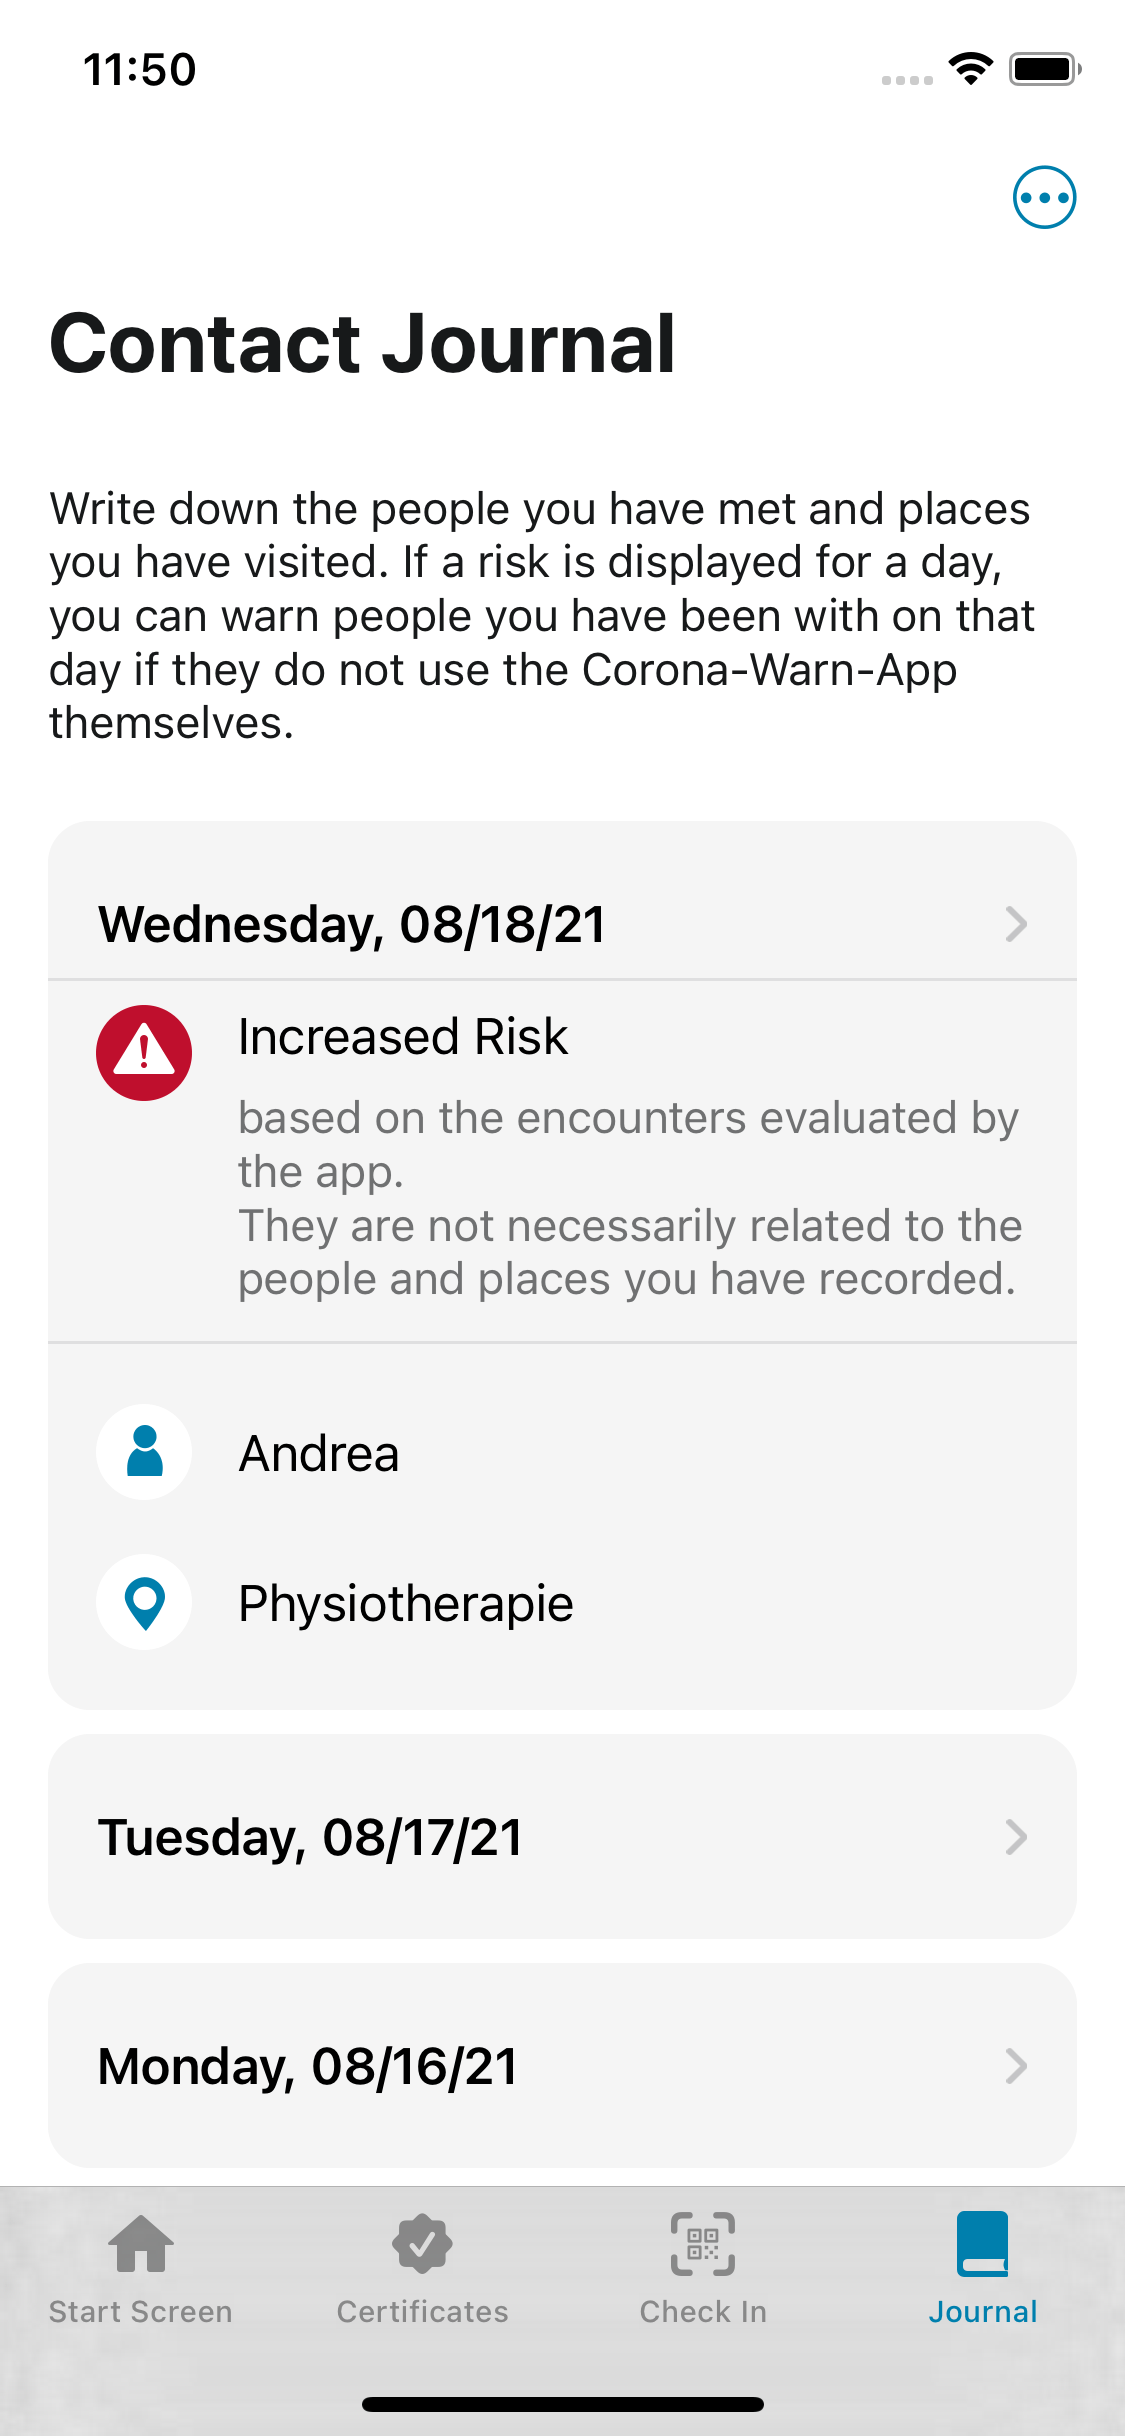 11:50
Contact Journal
Write down the people you have met and places
you have visited. If a risk is displayed for a day,
you can warn people you have been with on that
day if they do not use the Corona-Warn-App
themselves.
Wednesday, 08/18/21
Increased Risk
based on the encounters evaluated by
the app.
They are not necessarily related to the
people and places you have recorded.
Andrea
Physiotherapie
Tuesday, 08/17/21
Monday, 08/16/21
Start Screen
Certificates
Check In
Journal